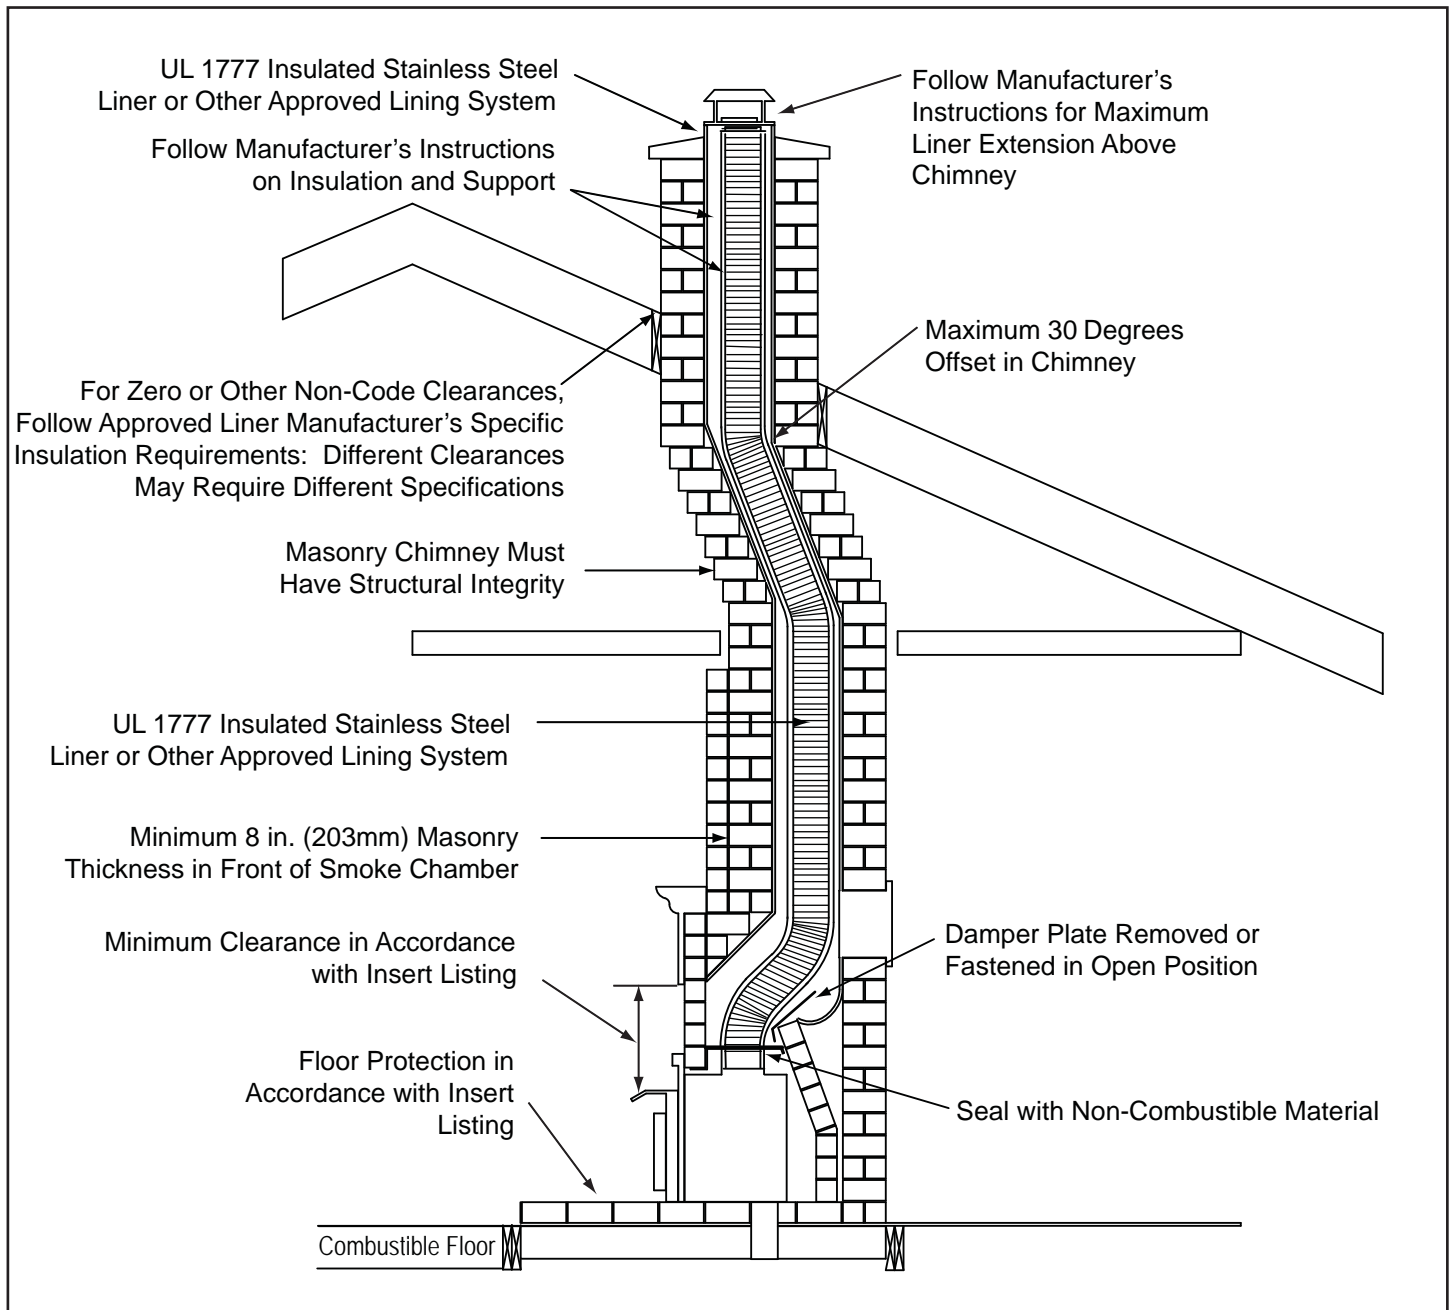 UL 1777 Insulated Stainless Steel
Liner or Other Approved Lining System
Follow Manufacturer's
Instructions for Maximum
Liner Extension Above
Chimney
Follow Manufacturer's Instructions
on Insulation and Support
Maximum 30 Degrees
Offset in Chimney
For Zero or Other Non-Code Clearances,
Follow Approved Liner Manufacturer's Specific
Insulation Requirements: Different Clearances
May Require Different Specifications
Masonry Chimney Must
Have Structural Integrity
UL 1777 Insulated Stainless Steel
Liner or Other Approved Lining System
Minimum 8 in. (203mm) Masonry
Thickness in Front of Smoke Chamber
Minimum Clearance in Accordance
with Insert Listing
Damper Plate Removed or
Fastened in Open Position
Floor Protection in
Accordance with Insert
Listing
Seal with Non-Combustible Material
Combustible Floor